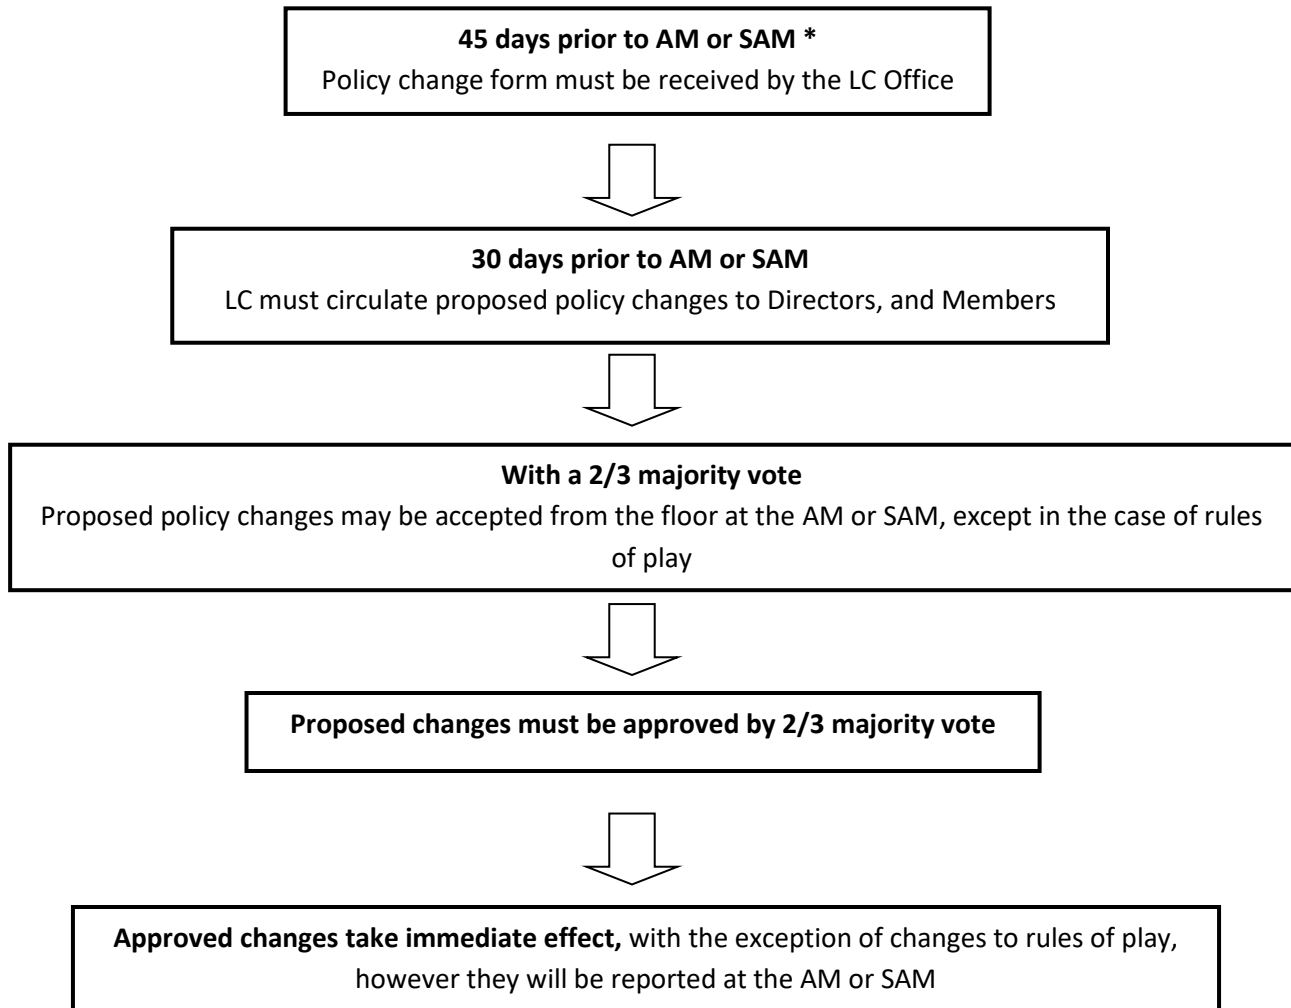 45 days prior to AM or SAM *
Policy change form must be received by the LC Office
30 days prior to AM or SAM
LC must circulate proposed policy changes to Directors, and Members
With a 2/3 majority vote
Proposed policy changes may be accepted from the floor at the AM or SAM, except in the case of rules
of play
Proposed changes must be approved by 2/3 majority vote
Approved changes take immediate effect, with the exception of changes to rules of play,
however they will be reported at the AM or SAM